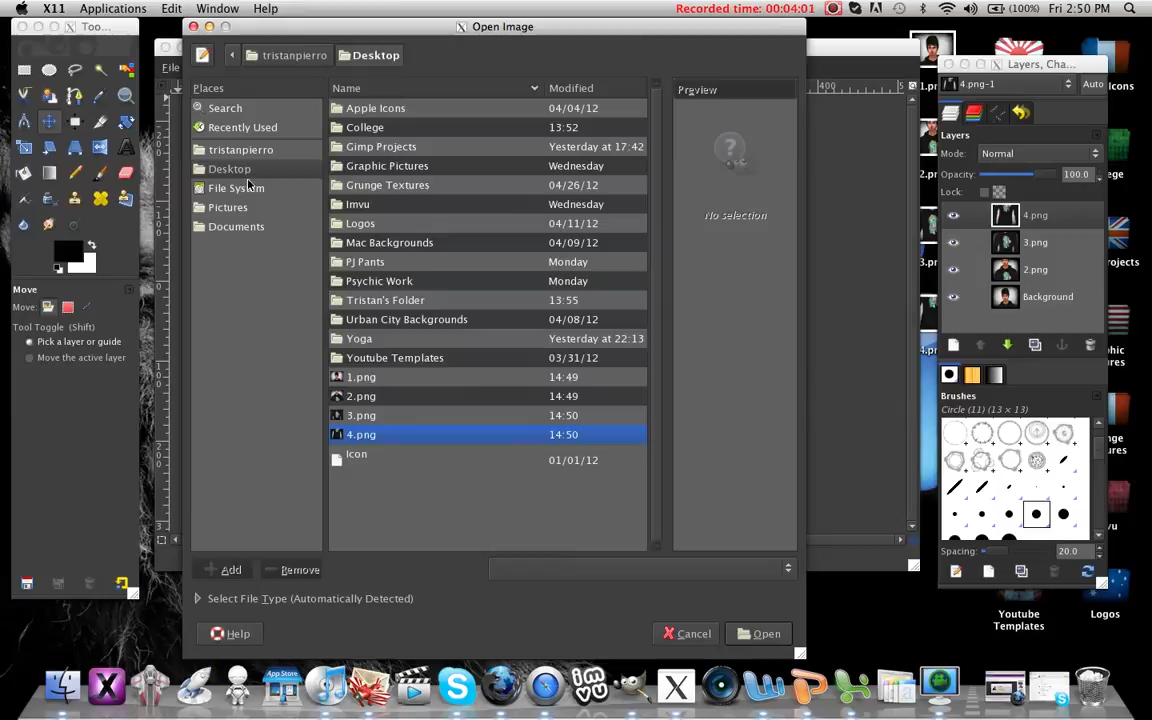 X11 Applications Edit Window Help
Recorded time: 00:04:01
(100%) Fri 2:50 PM
Too...
Open Image
Layers, Cha...
File
tristanpierro Desktop
Places
Search
Recently Used
tristanpierro
Desktop
File System
Pictures
Documents
Name Modified
Apple Icons 04/04/12
College 13:52
Gimp Projects Yesterday at 17:42
Graphic Pictures Wednesday
Grunge Textures 04/26/12
Imvu Wednesday
Logos 04/11/12
Mac Backgrounds 04/09/12
PJ Pants Monday
Psychic Work Monday
Tristan's Folder 13:55
Urban City Backgrounds 04/08/12
Yoga Yesterday at 22:13
Youtube Templates 03/31/12
1.png 14:49
2.png 14:49
3.png 14:50
4.png 14:50
Icon 01/01/12
Preview
No selection
Add Remove
Select File Type (Automatically Detected)
Help Cancel Open
Move
Move:
Tool Toggle (Shift)
Pick a layer or guide
Move the active layer
400
4.png-1 Auto
Layers
Mode: Normal
Opacity: 100.0
Lock:
4.png
3.png
2.png
Background
Brushes
Circle (11) (13 × 13)
Spacing: 20.0
Youtube
Templates
Logos